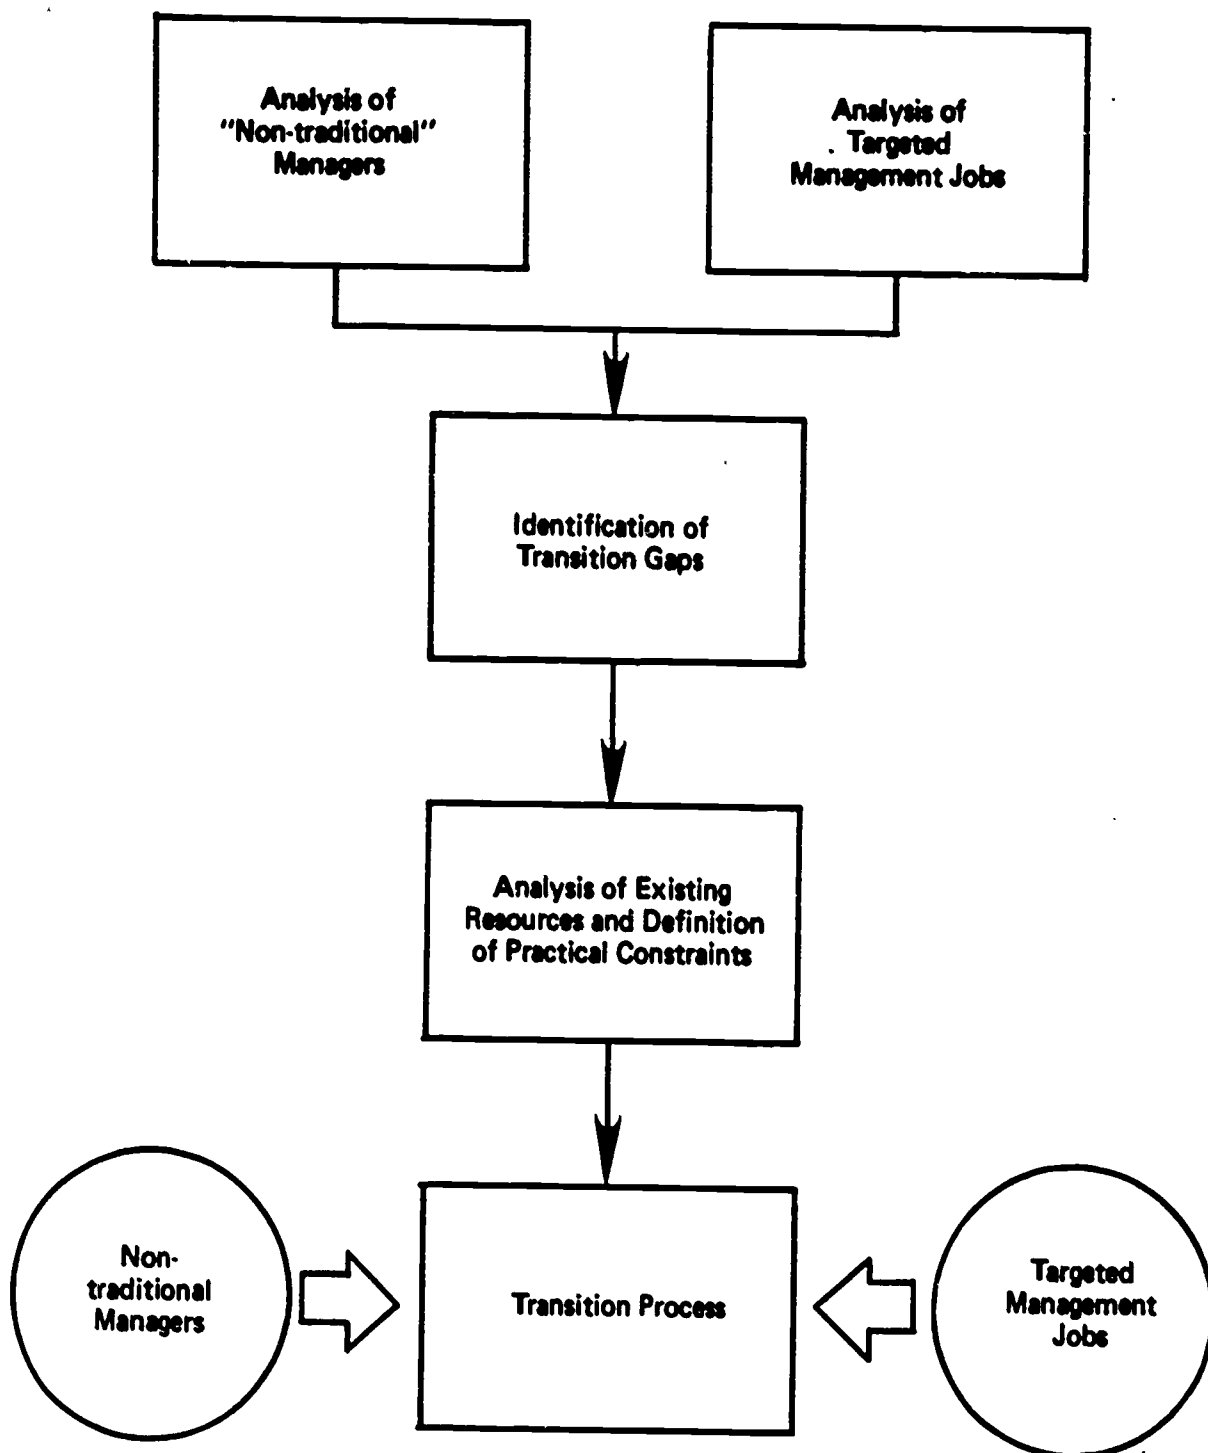 Analysis of
"Non-traditional"
Managers
Analysis of
Targeted
Management Jobs
Identification of
Transition Gaps
Analysis of Existing
Resources and Definition
of Practical Constraints
Non-
traditional
Managers
Transition Process
Targeted
Management
Jobs